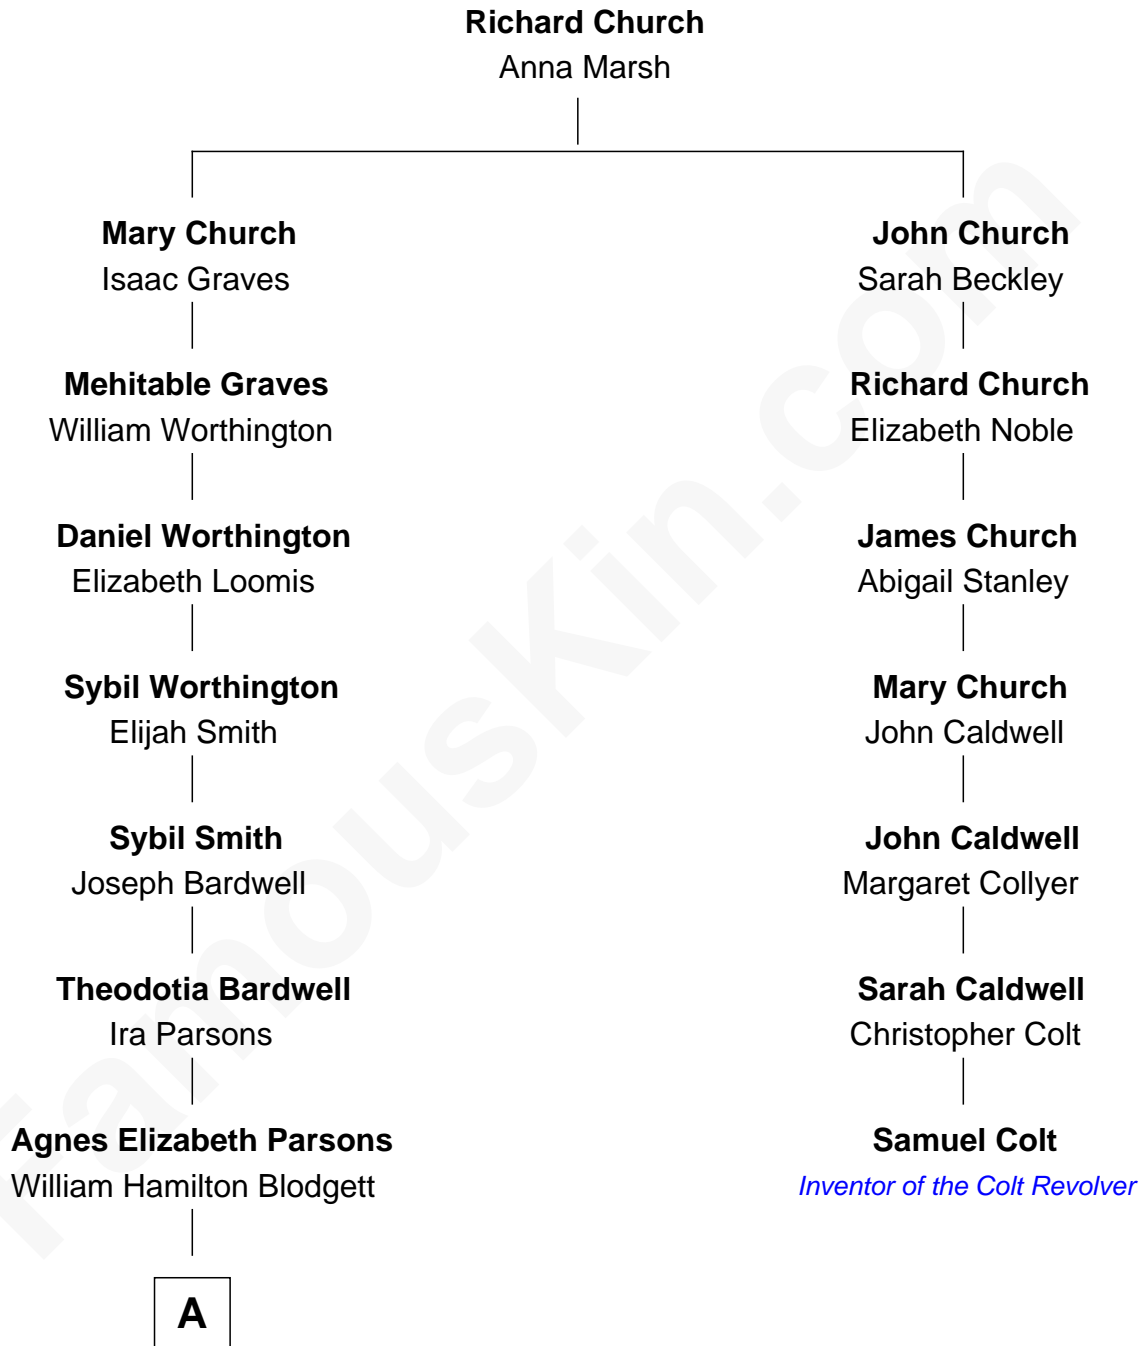 Richard Church
Anna Marsh
Mary Church
Isaac Graves
John Church
Sarah Beckley
Mehitable Graves
William Worthington
Richard Church
Elizabeth Noble
Daniel Worthington
Elizabeth Loomis
James Church
Abigail Stanley
Sybil Worthington
Elijah Smith
Mary Church
John Caldwell
Sybil Smith
Joseph Bardwell
John Caldwell
Margaret Collyer
Theodotia Bardwell
Ira Parsons
Sarah Caldwell
Christopher Colt
Agnes Elizabeth Parsons
William Hamilton Blodgett
Samuel Colt
Inventor of the Colt Revolver
A
FamousKin.com